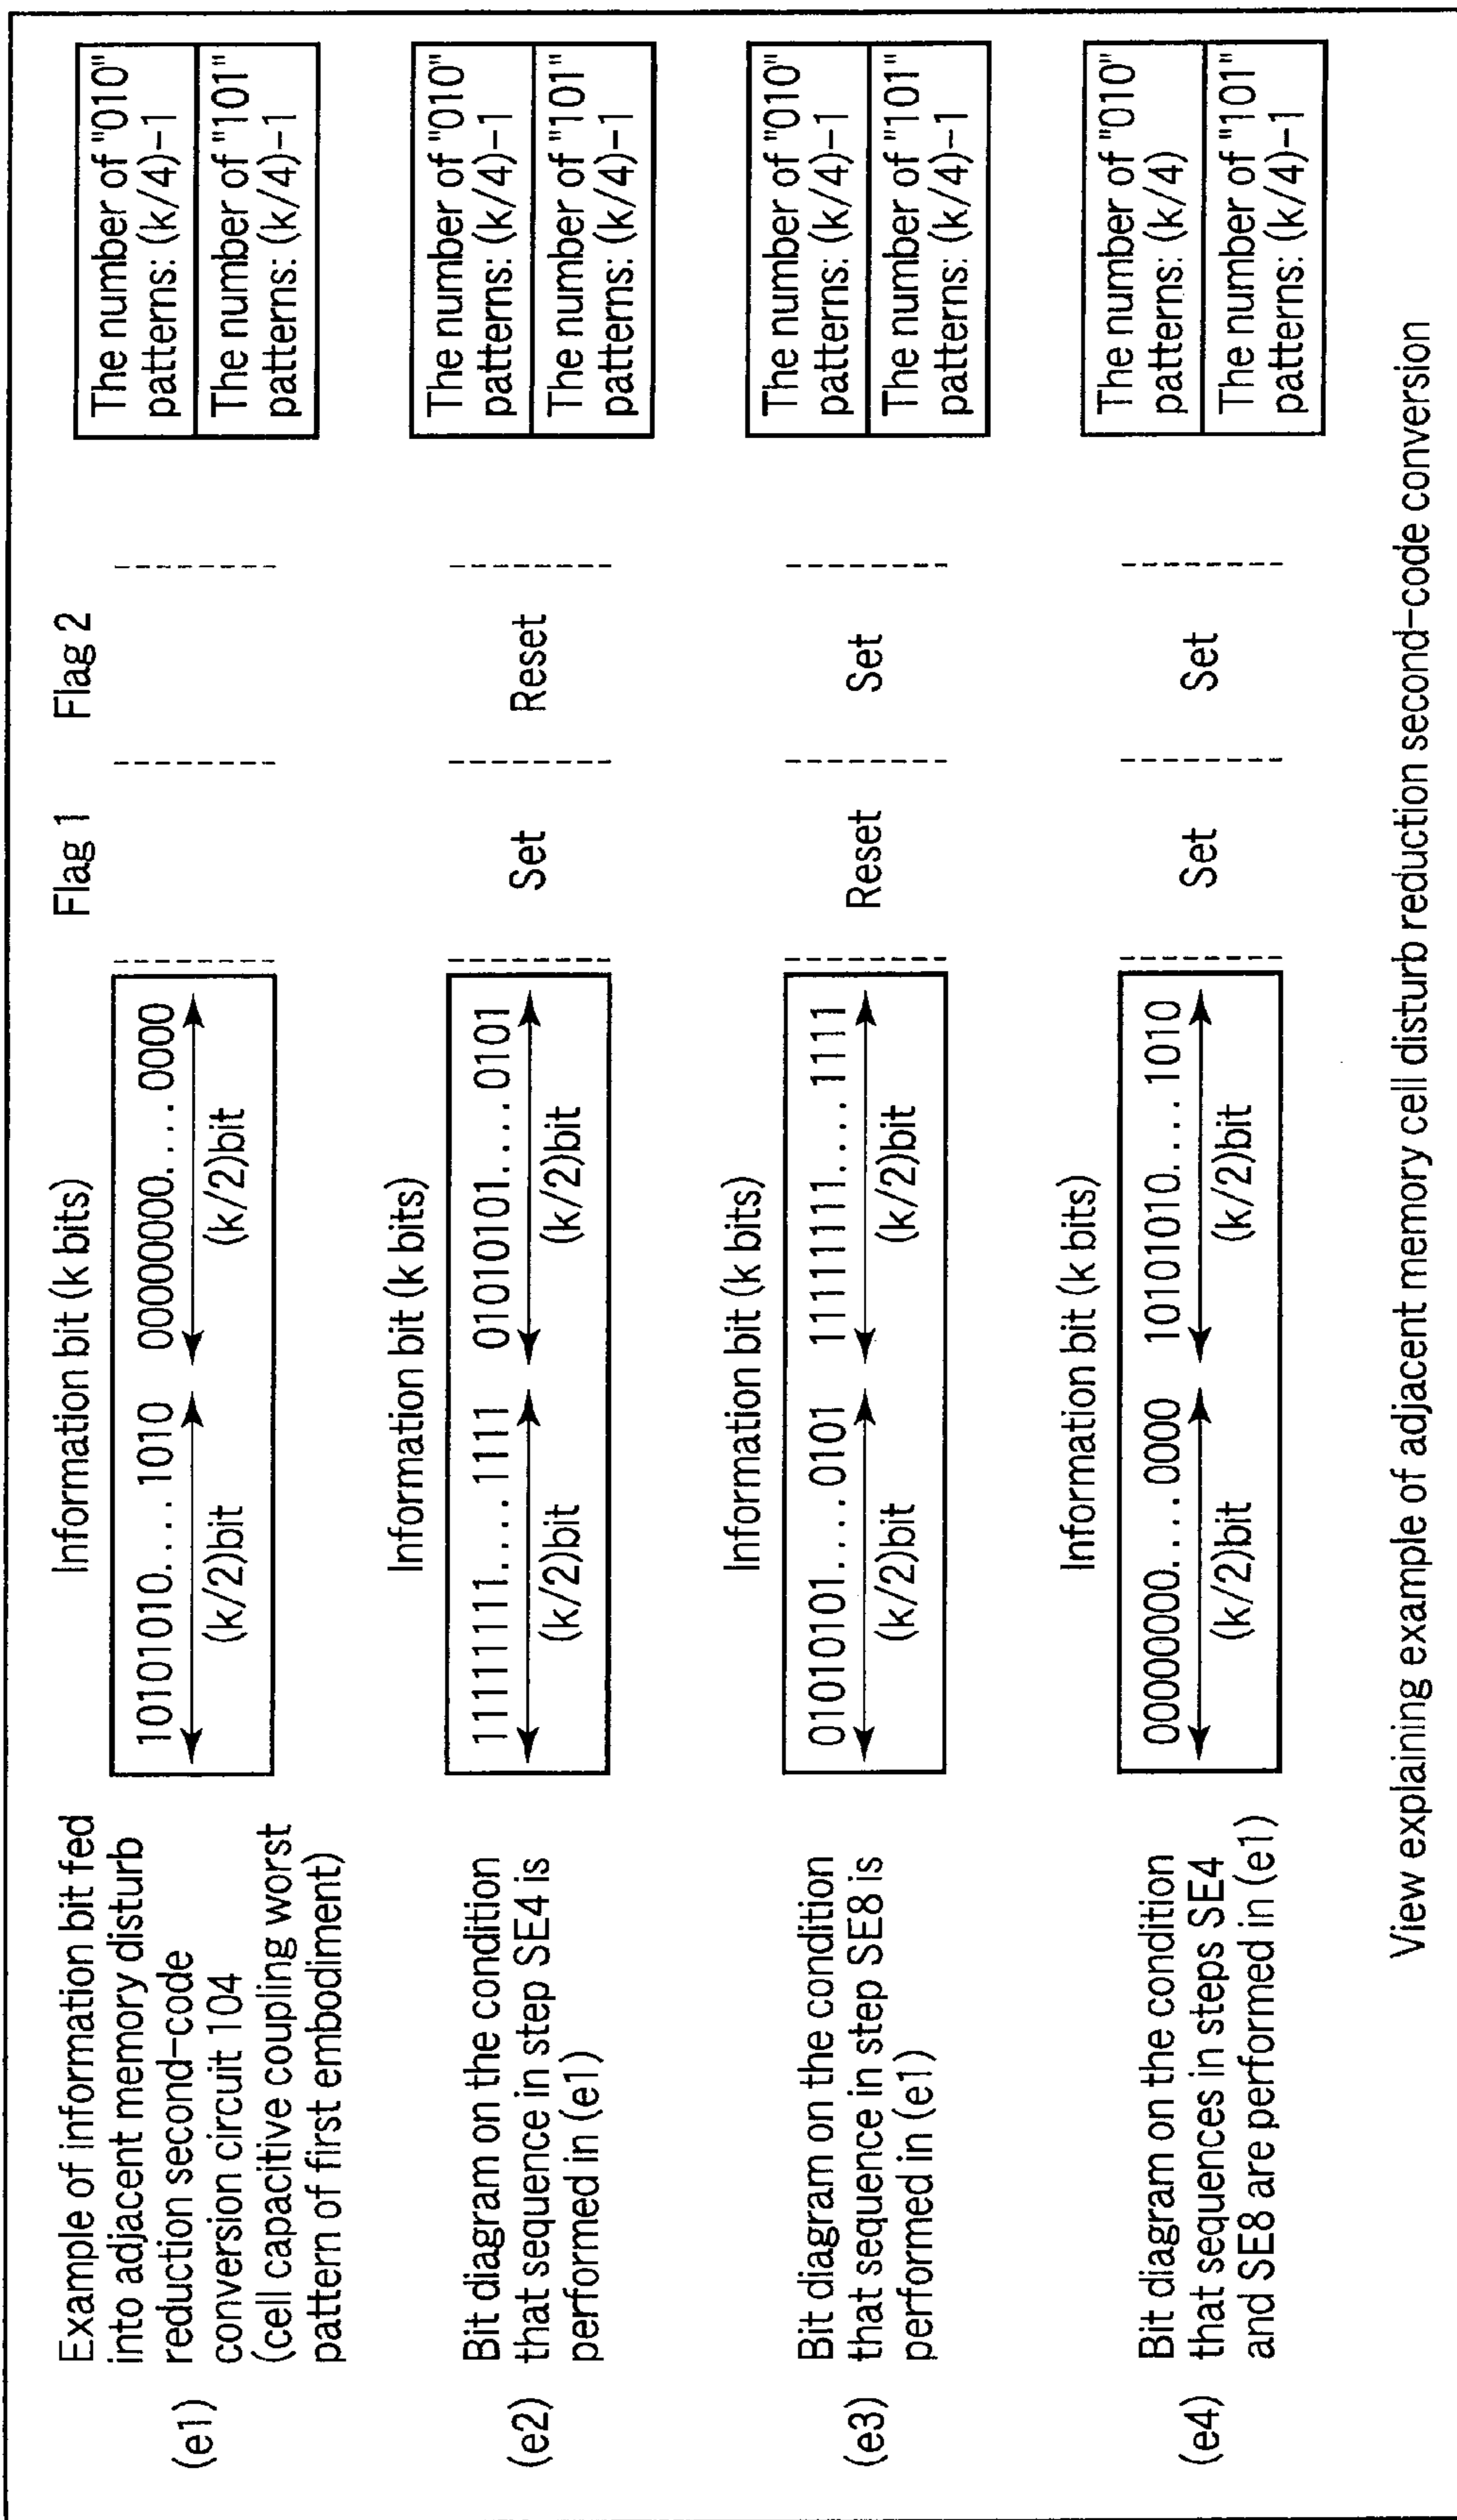 Example of information bit fed
into adjacent memory disturb
reduction second-code
conversion circuit 104
(cell capacitive coupling worst
pattern of first embodiment)
(e1)
Information bit (k bits)
10101010....1010 00000000....0000
(k/2)bit (k/2)bit
Flag 1
Flag 2
The number of "010"
patterns: (k/4)-1
The number of "101"
patterns: (k/4)-1
(e2)
Bit diagram on the condition
that sequence in step SE4 is
performed in (e1)
Information bit (k bits)
11111111....1111 01010101....0101
(k/2)bit (k/2)bit
Set
Reset
The number of "010"
patterns: (k/4)-1
The number of "101"
patterns: (k/4)-1
(e3)
Bit diagram on the condition
that sequence in step SE8 is
performed in (e1)
Information bit (k bits)
01010101....0101 11111111....1111
(k/2)bit (k/2)bit
Reset
Set
The number of "010"
patterns: (k/4)-1
The number of "101"
patterns: (k/4)-1
(e4)
Bit diagram on the condition
that sequences in steps SE4
and SE8 are performed in (e1)
Information bit (k bits)
00000000....0000 10101010....1010
(k/2)bit (k/2)bit
Set
Set
The number of "010"
patterns: (k/4)
The number of "101"
patterns: (k/4)-1
View explaining example of adjacent memory cell disturb reduction second-code conversion